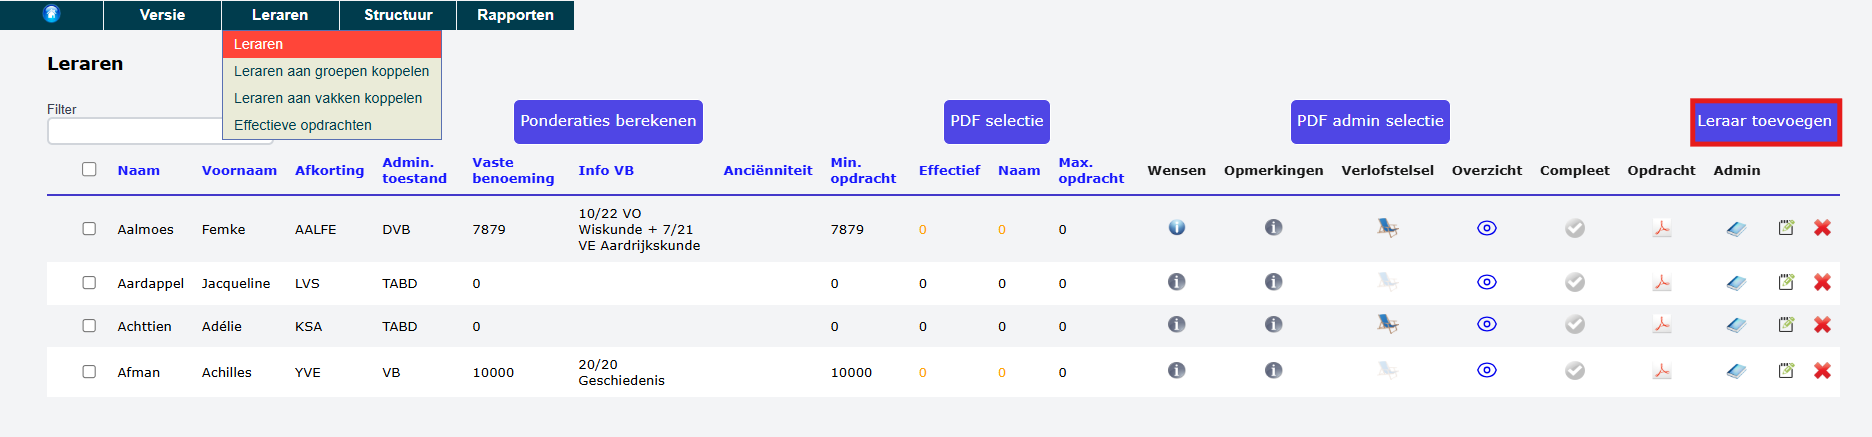 Versie Leraren Structuur Rapporten
Leraren
Leraren aan groepen koppelen
Leraren aan vakken koppelen
Effectieve opdrachten
Leraren
Filter
Ponderaties berekenen PDF selectie PDF admin selectie Leraar toevoegen
Naam Voornaam Afkorting Admin. toestand Vaste benoeming Info VB Anciënniteit Min. opdracht Effectief Naam Max. opdracht Wensen Opmerkingen Verlofstelsel Overzicht Compleet Opdracht Admin
Aalmoes Femke AALFE DVB 7879 10/22 VO Wiskunde + 7/21 VE Aardrijkskunde 7879 0 0 0
Aardappel Jacqueline LVS TABD 0 0 0 0 0
Achttien Adélie KSA TABD 0 0 0 0 0
Afman Achilles YVE VB 10000 20/20 Geschiedenis 10000 0 0 0